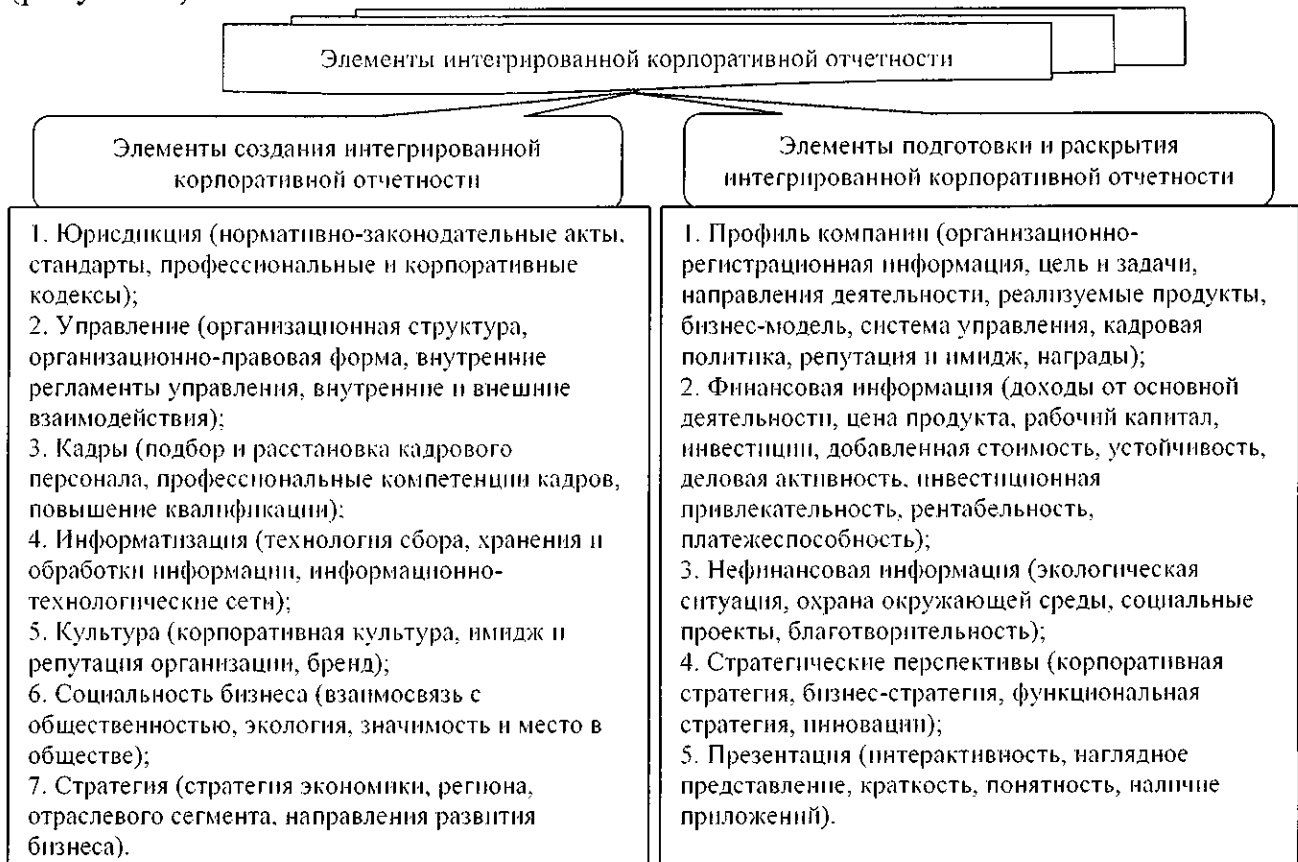 Элементы интегрированной корпоративной отчетности
Элементы создания интегрированной
корпоративной отчетности
1. Юрисдикция (нормативно-законодательные акты,
стандарты, профессиональные и корпоративные
кодексы);
2. Управление (организационная структура,
организационно-правовая форма, внутренние
регламенты управления, внутренние и внешние
взаимодействия);
3. Кадры (подбор и расстановка кадрового
персонала, профессиональные компетенции кадров,
повышение квалификации);
4. Информатизация (технология сбора, хранения и
обработки информации, информационно-
технологические сети);
5. Культура (корпоративная культура, имидж и
репутация организации, бренд);
6. Социальность бизнеса (взаимосвязь с
общественностью, экология, значимость и место в
обществе);
7. Стратегия (стратегия экономики, региона,
отраслевого сегмента, направления развития
бизнеса).
Элементы подготовки и раскрытия
интегрированной корпоративной отчетности
1. Профиль компании (организационно-
регистрационная информация, цель и задачи,
направления деятельности, реализуемые продукты,
бизнес-модель, система управления, кадровая
политика, репутация и имидж, награды);
2. Финансовая информация (доходы от основной
деятельности, цена продукта, рабочий капитал,
инвестиции, добавленная стоимость, устойчивость,
деловая активность, инвестиционная
привлекательность, рентабельность,
платежеспособность);
3. Нефинансовая информация (экологическая
ситуация, охрана окружающей среды, социальные
проекты, благотворительность);
4. Стратегические перспективы (корпоративная
стратегия, бизнес-стратегия, функциональная
стратегия, инновации);
5. Презентация (интерактивность, наглядное
представление, краткость, понятность, наличие
приложений).